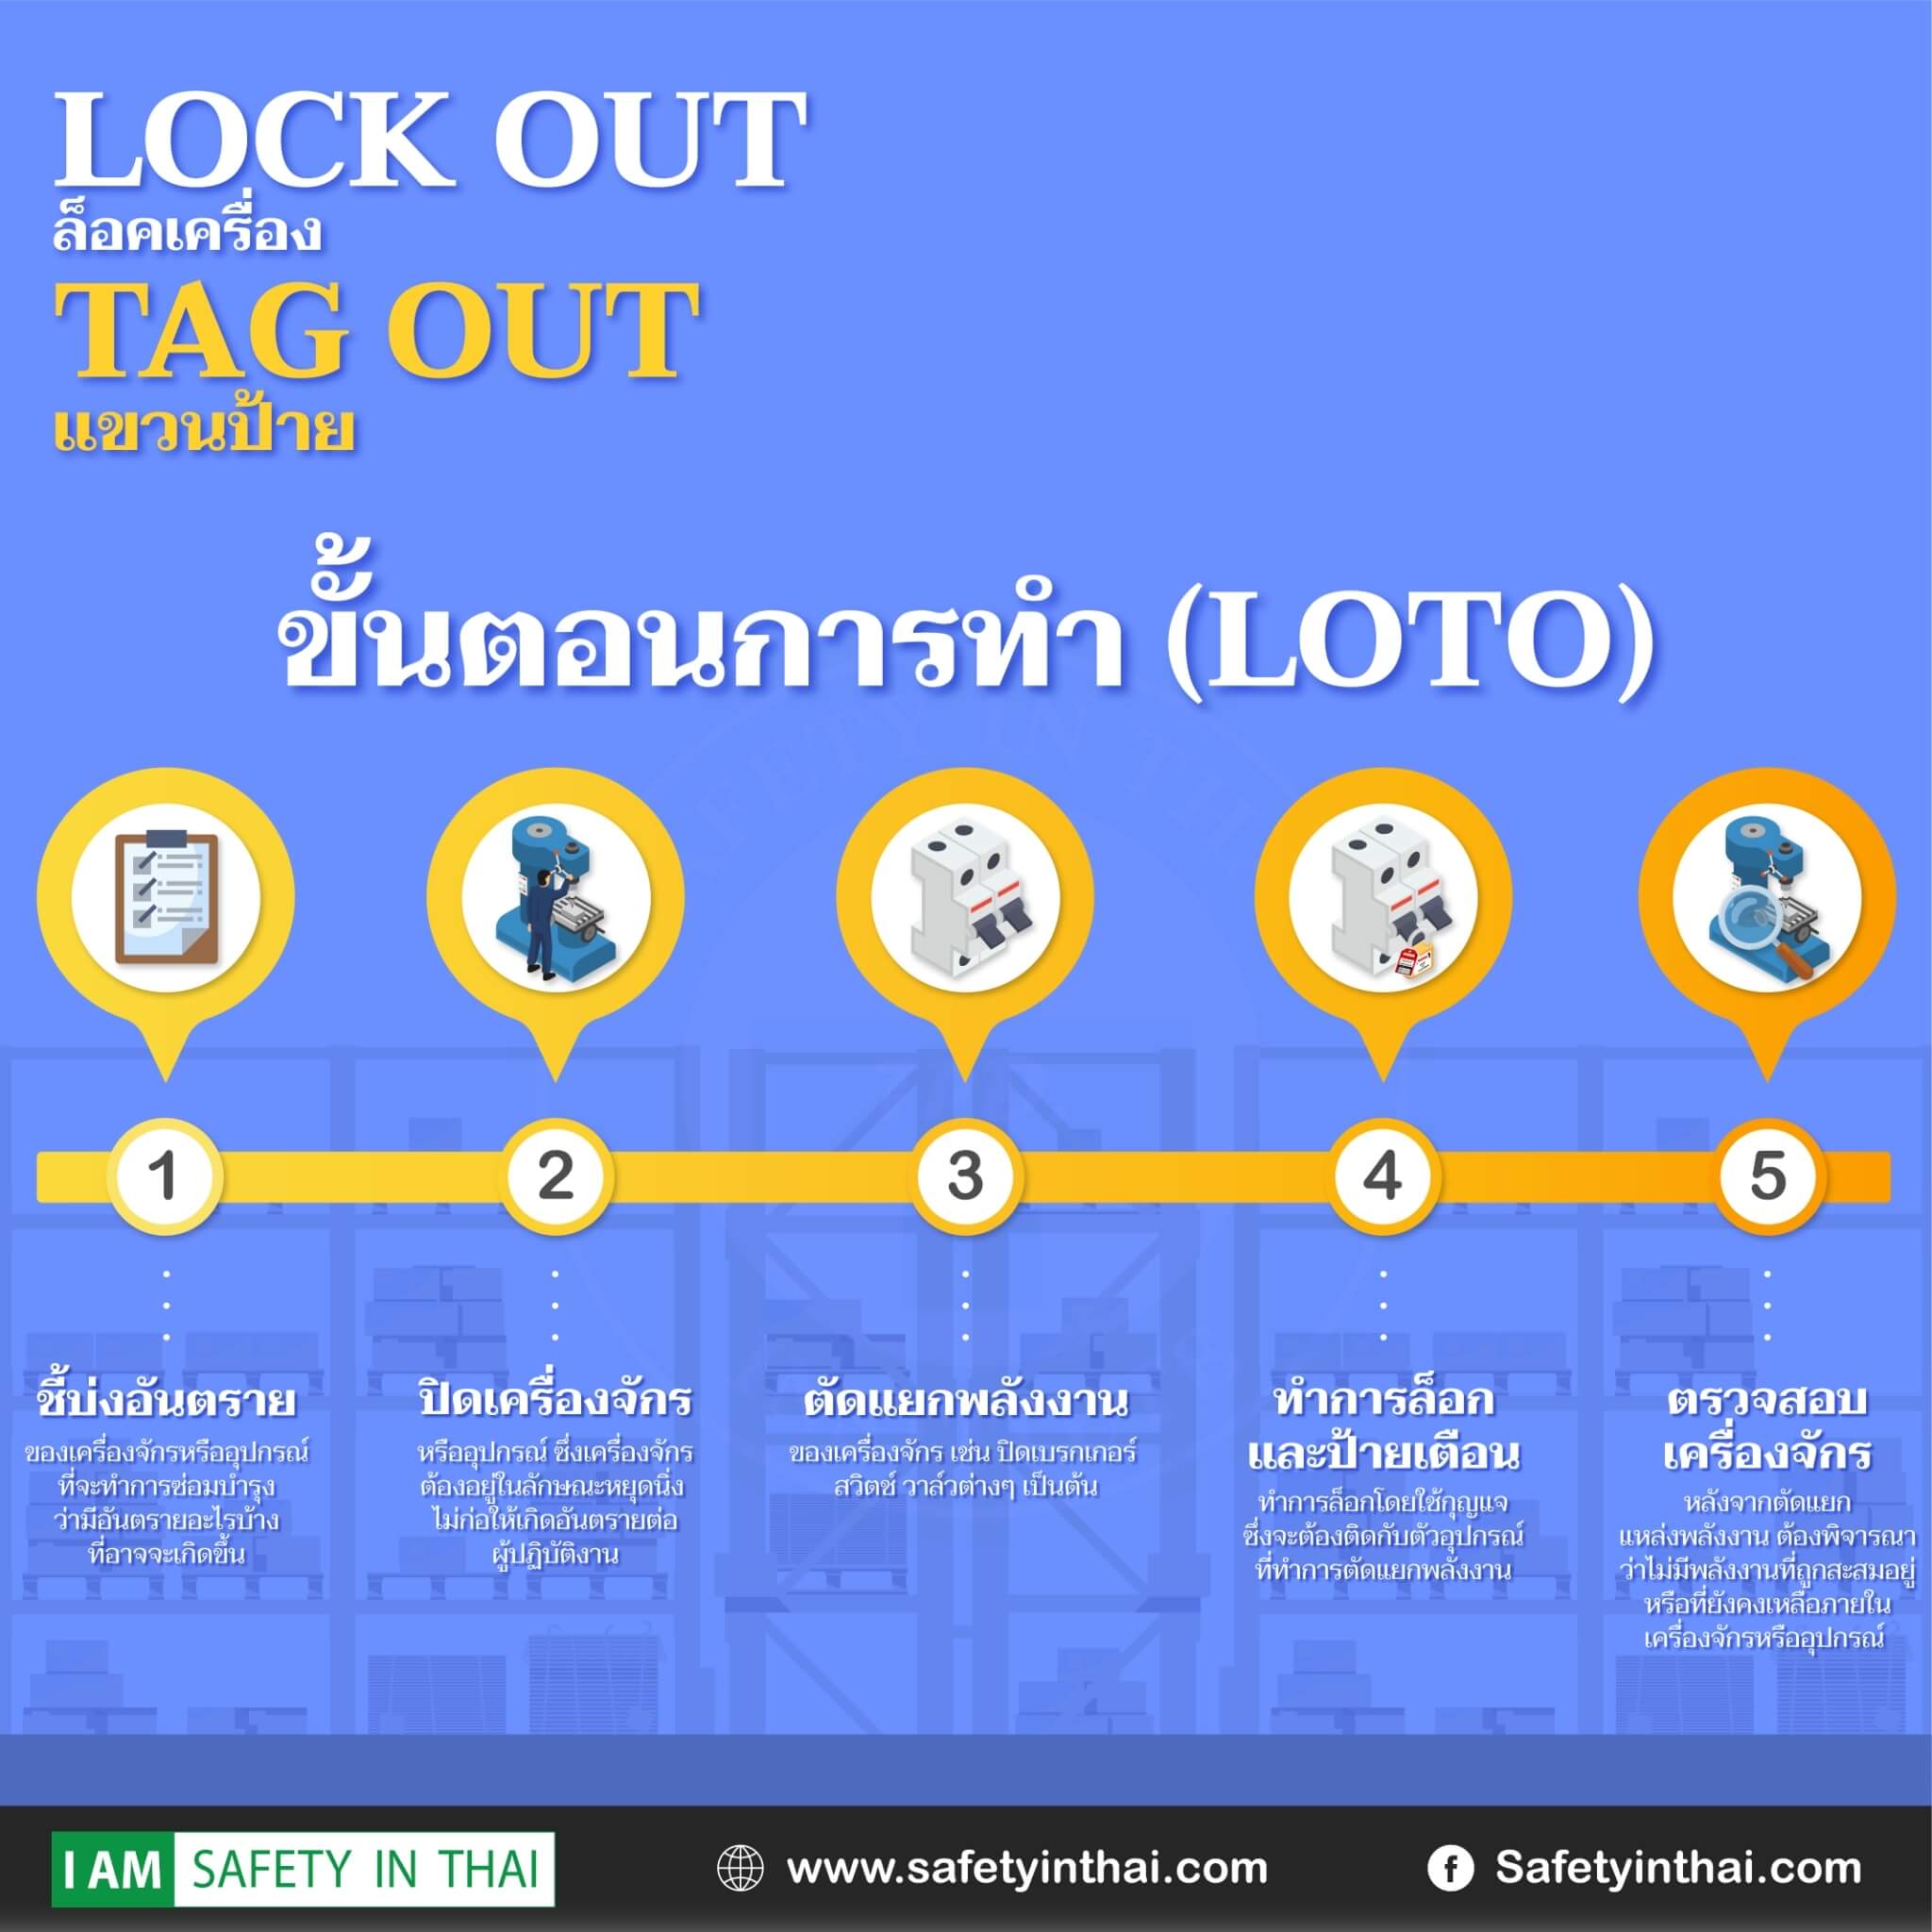 LOCK OUT
ล็อคเครื่อง
TAG OUT
แขวนป้าย
ขั้นตอนการทำ (LOTO)
1
2
3
4
5
ชี้บ่งอันตราย
ของเครื่องจักรหรืออุปกรณ์
ที่จะทำการซ่อมบำรุง
ว่ามีอันตรายอะไรบ้าง
ที่อาจจะเกิดขึ้น
ปิดเครื่องจักร
หรืออุปกรณ์ ซึ่งเครื่องจักร
ต้องอยู่ในลักษณะหยุดนิ่ง
ไม่ก่อให้เกิดอันตรายต่อ
ผู้ปฏิบัติงาน
ตัดแยกพลังงาน
ของเครื่องจักร เช่น ปิดเบรกเกอร์
สวิตซ์ วาล์วต่างๆ เป็นต้น
ทำการล็อก
และป้ายเตือน
ทำการล็อกโดยใช้กุญแจ
ซึ่งจะต้องติดกับตัวอุปกรณ์
ที่ทำการตัดแยกพลังงาน
ตรวจสอบ
เครื่องจักร
หลังจากตัดแยก
แหล่งพลังงาน ต้องพิจารณา
ว่าไม่มีพลังงานที่ถูกสะสมอยู่
หรือที่ยังคงเหลือภายใน
เครื่องจักรหรืออุปกรณ์
I AM SAFETY IN THAI
www.safetyinthai.com
Safetyinthai.com